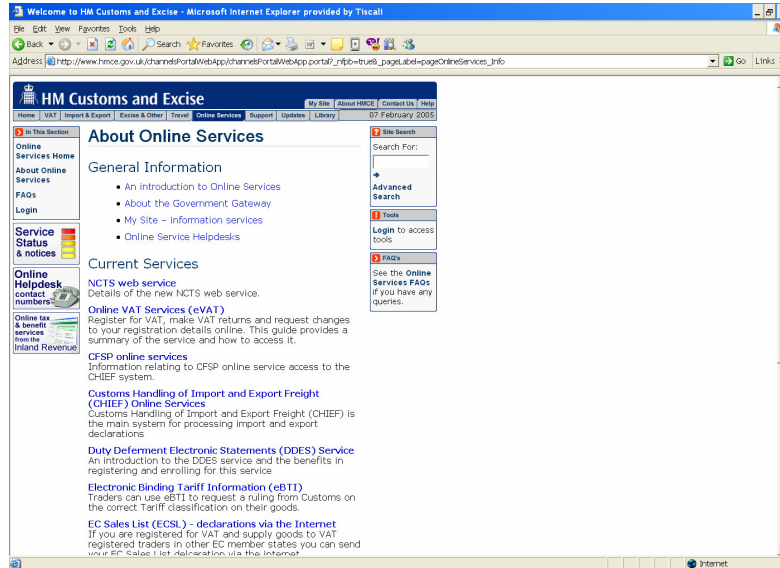 Welcome to HM Customs and Excise - Microsoft Internet Explorer provided by Tiscali
File Edit View Favorites Tools Help
Back Search Favorites
Address http://www.hmce.gov.uk/channelsPortalWebApp/channelsPortalWebApp.portal?_nfpb=true&_pageLabel=pageOnlineServices_Info Go Links
HM Customs and Excise
My Site About HMCE Contact Us Help
Home VAT Import & Export Excise & Other Travel Online Services Support Updates Library 07 February 2005
In This Section
Online
Services Home
About Online
Services
FAQs
Login
Service
Status
& notices
Online
Helpdesk
contact
numbers
Online tax
& benefit
services
from the
Inland Revenue
About Online Services
General Information
• An introduction to Online Services
• About the Government Gateway
• My Site – information services
• Online Service Helpdesks
Current Services
NCTS web service
Details of the new NCTS web service.
Online VAT Services (eVAT)
Register for VAT, make VAT returns and request changes
to your registration details online. This guide provides a
summary of the service and how to access it.
CFSP online services
Information relating to CFSP online service access to the
CHIEF system.
Customs Handling of Import and Export Freight
(CHIEF) Online Services
Customs Handling of Import and Export Freight (CHIEF) is
the main system for processing import and export
declarations
Duty Deferment Electronic Statements (DDES) Service
An introduction to the DDES service and the benefits in
registering and enrolling for this service
Electronic Binding Tariff Information (eBTI)
Traders can use eBTI to request a ruling from Customs on
the correct Tariff classification on their goods.
EC Sales List (ECSL) - declarations via the Internet
If you are registered for VAT and supply goods to VAT
registered traders in other EC member states you can send
your EC Sales List delcaration via the internet
Site Search
Search For:
Advanced
Search
Tools
Login to access
tools
FAQ's
See the Online
Services FAQs
if you have any
queries.
Internet